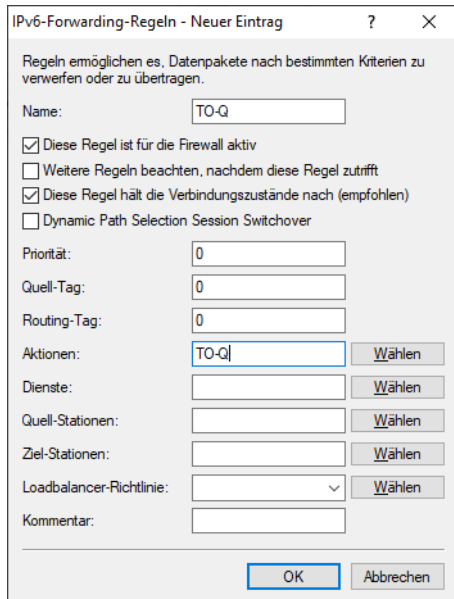 IPv6-Forwarding-Regeln - Neuer Eintrag ? ×
Regeln ermöglichen es, Datenpakete nach bestimmten Kriterien zu
verwerfen oder zu übertragen.
Name: TO-Q
Diese Regel ist für die Firewall aktiv
Weitere Regeln beachten, nachdem diese Regel zutrifft
Diese Regel hält die Verbindungszustände nach (empfohlen)
Dynamic Path Selection Session Switchover
Priorität: 0
Quell-Tag: 0
Routing-Tag: 0
Aktionen: TO-Q Wählen
Dienste: Wählen
Quell-Stationen: Wählen
Ziel-Stationen: Wählen
Loadbalancer-Richtlinie: Wählen
Kommentar:
OK Abbrechen